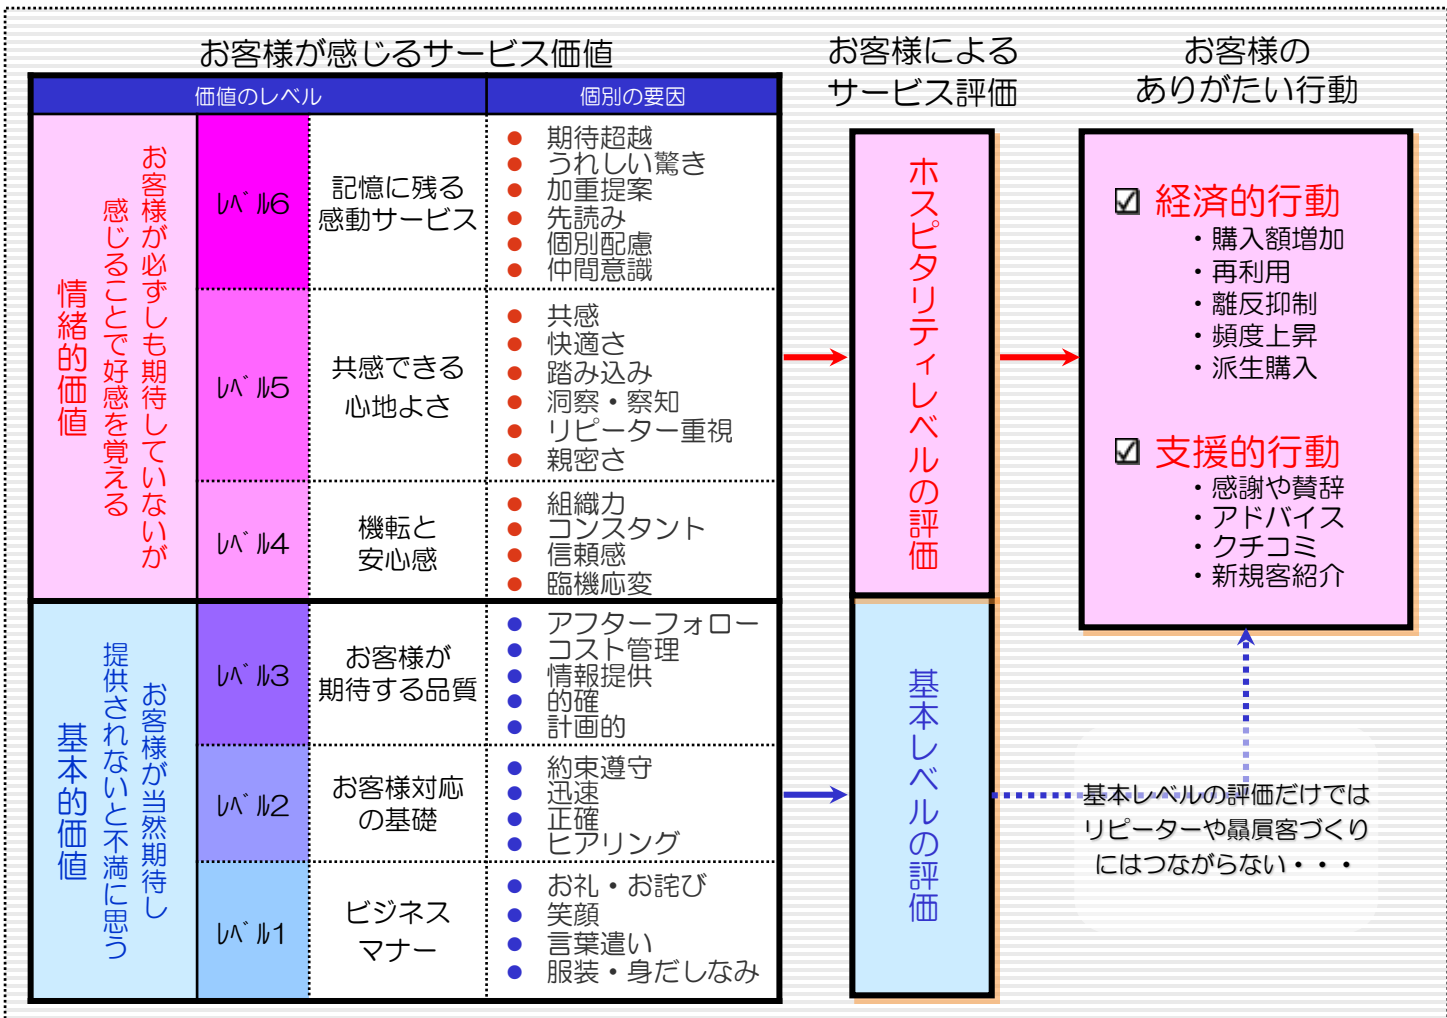 お客様が感じるサービス価値
お客様による
サービス評価
お客様の
ありがたい行動
価値のレベル
個別の要因
お客様が必ずしも期待していないが
感じることで好感を覚える
情緒的価値
ﾚﾍﾞﾙ6
記憶に残る
感動サービス
● 期待超越
● うれしい驚き
● 加重提案
● 先読み
● 個別配慮
● 仲間意識
ﾚﾍﾞﾙ5
共感できる
心地よさ
● 共感
● 快適さ
● 踏み込み
● 洞察・察知
● リピーター重視
● 親密さ
ﾚﾍﾞﾙ4
機転と
安心感
● 組織力
● コンスタント
● 信頼感
● 臨機応変
お客様が当然期待し
提供されないと不満に思う
基本的価値
ﾚﾍﾞﾙ3
お客様が
期待する品質
● アフターフォロー
● コスト管理
● 情報提供
● 的確
● 計画的
ﾚﾍﾞﾙ2
お客様対応
の基礎
● 約束遵守
● 迅速
● 正確
● ヒアリング
ﾚﾍﾞﾙ1
ビジネス
マナー
● お礼・お詫び
● 笑顔
● 言葉遣い
● 服装・身だしなみ
ホスピタリティレベルの評価
基本レベルの評価
☑ 経済的行動
・購入額増加
・再利用
・離反抑制
・頻度上昇
・派生購入
☑ 支援的行動
・感謝や賛辞
・アドバイス
・クチコミ
・新規客紹介
基本レベルの評価だけでは
リピーターや贔屓客づくり
にはつながらない・・・